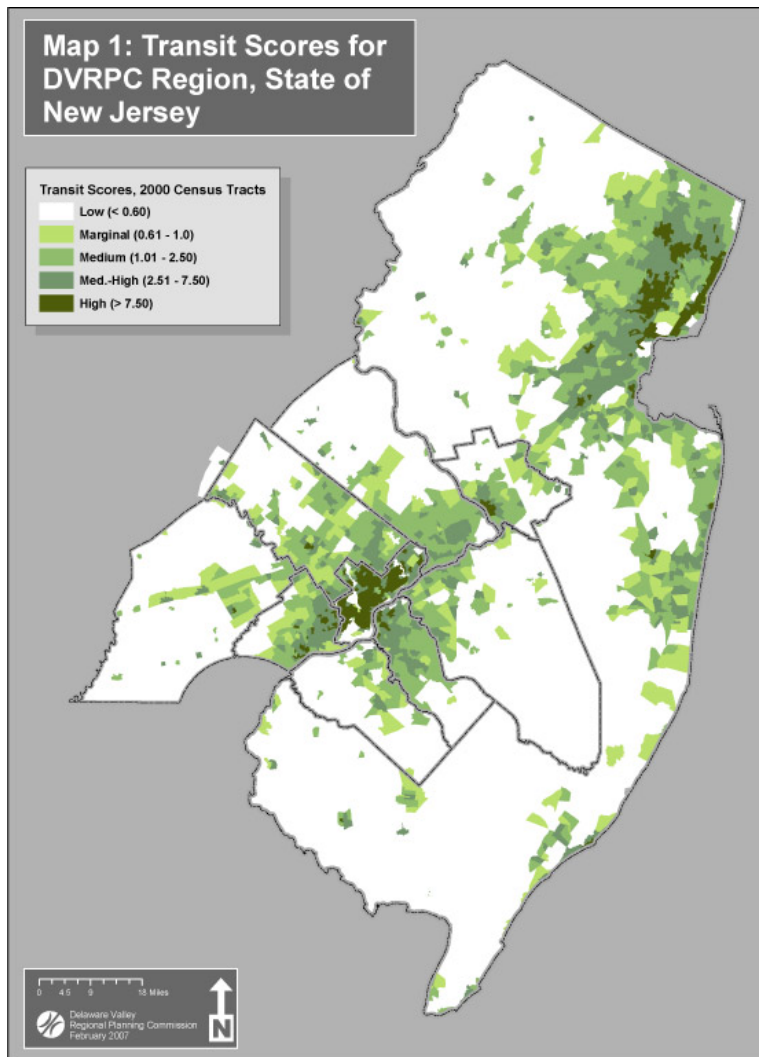 Map 1: Transit Scores for
DVRPC Region, State of
New Jersey
Transit Scores, 2000 Census Tracts
Low (< 0.60)
Marginal (0.61 - 1.0)
Medium (1.01 - 2.50)
Med.-High (2.51 - 7.50)
High (> 7.50)
0 4.5 9 18 Miles
Delaware Valley
Regional Planning Commission
February 2007
N